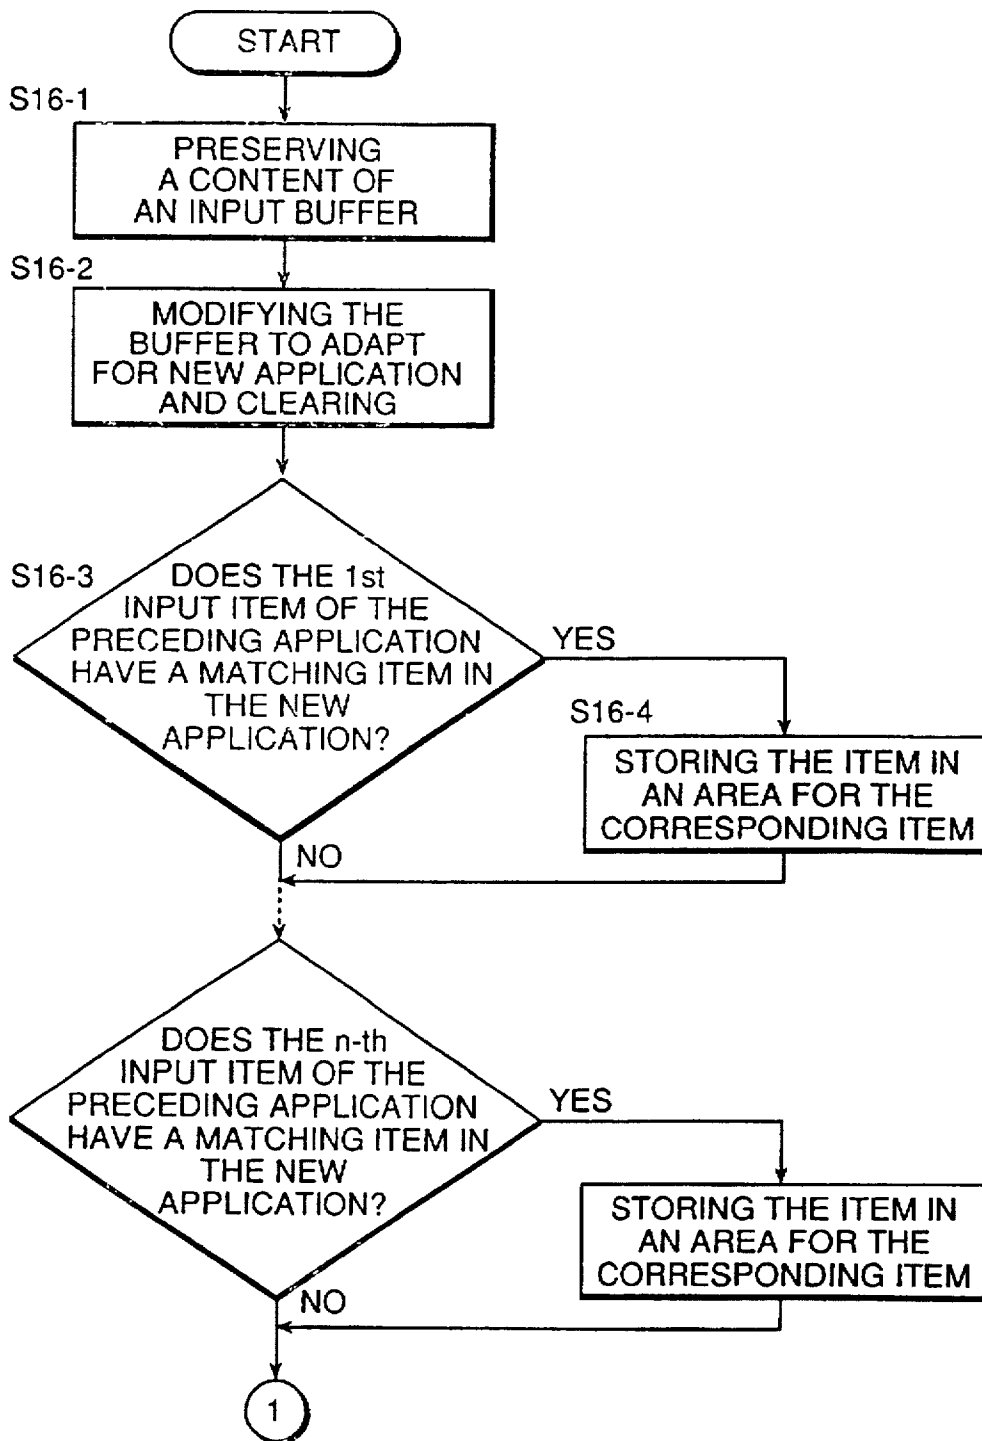 START
S16-1
PRESERVING
A CONTENT OF
AN INPUT BUFFER
S16-2
MODIFYING THE
BUFFER TO ADAPT
FOR NEW APPLICATION
AND CLEARING
S16-3
DOES THE 1st
INPUT ITEM OF THE
PRECEDING APPLICATION
HAVE A MATCHING ITEM IN
THE NEW
APPLICATION?
YES
S16-4
STORING THE ITEM IN
AN AREA FOR THE
CORRESPONDING ITEM
NO
DOES THE n-th
INPUT ITEM OF THE
PRECEDING APPLICATION
HAVE A MATCHING ITEM IN
THE NEW
APPLICATION?
YES
STORING THE ITEM IN
AN AREA FOR THE
CORRESPONDING ITEM
NO
1